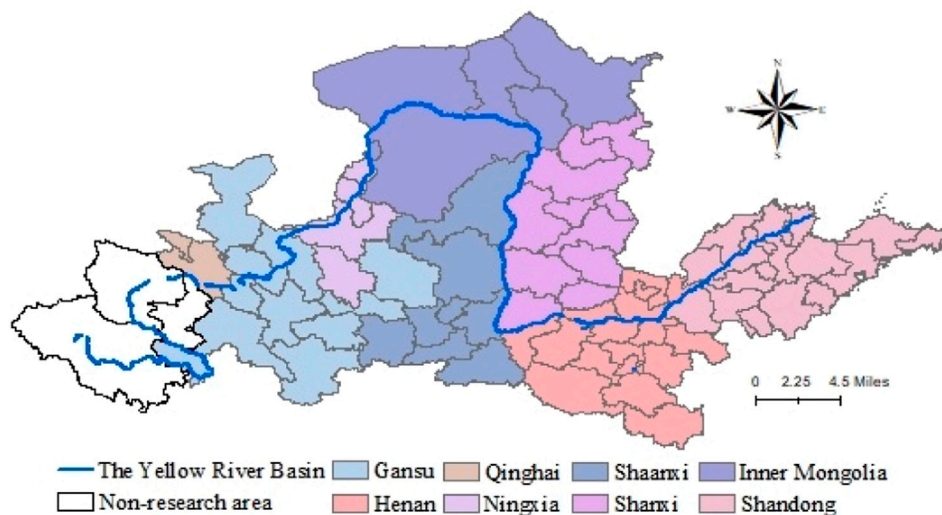 N
W E
S
0 2.25 4.5 Miles
The Yellow River Basin Gansu Qinghai Shaanxi Inner Mongolia
Non-research area Henan Ningxia Shanxi Shandong